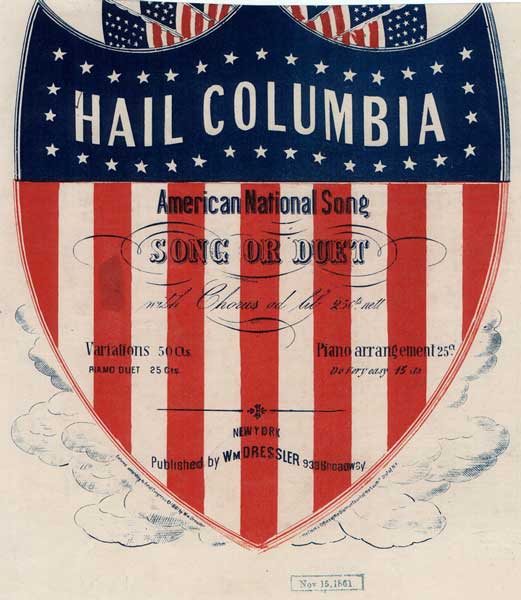 HAIL COLUMBIA
American National Song
SONG OR DUET
with Chorus ad lib 25cts nett
Variations 50 Cts.
PIANO DUET 25 Cts.
Piano arrangement 25c.
Do Very easy 15 cts
NEW YORK
Published by WM DRESSLER 933 Broadway
Nov 15, 1861